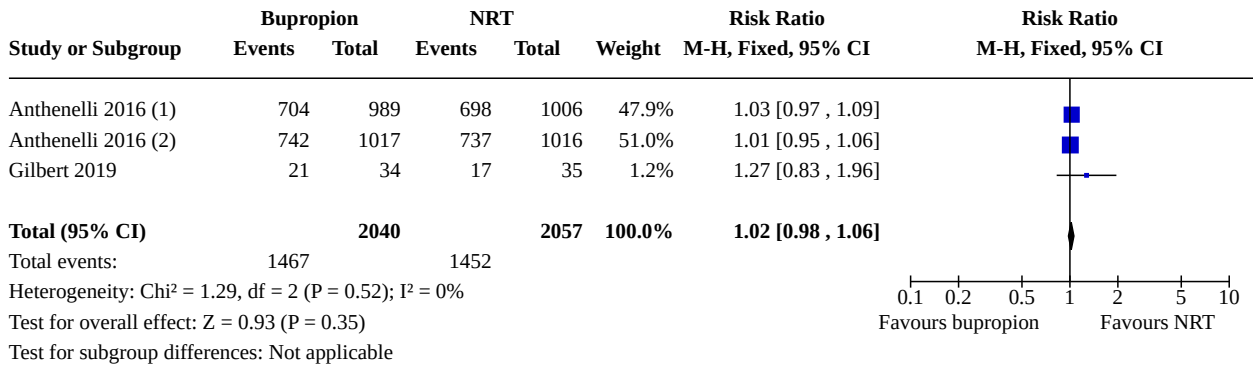 Bupropion NRT Risk Ratio Risk Ratio
Study or Subgroup Events Total Events Total Weight M-H, Fixed, 95% CI M-H, Fixed, 95% CI
Anthenelli 2016 (1) 704 989 698 1006 47.9% 1.03 [0.97 , 1.09]
Anthenelli 2016 (2) 742 1017 737 1016 51.0% 1.01 [0.95 , 1.06]
Gilbert 2019 21 34 17 35 1.2% 1.27 [0.83 , 1.96]
Total (95% CI) 2040 2057 100.0% 1.02 [0.98 , 1.06]
Total events: 1467 1452
Heterogeneity: Chi² = 1.29, df = 2 (P = 0.52); I² = 0%
0.1 0.2 0.5 1 2 5 10
Test for overall effect: Z = 0.93 (P = 0.35) Favours bupropion Favours NRT
Test for subgroup differences: Not applicable